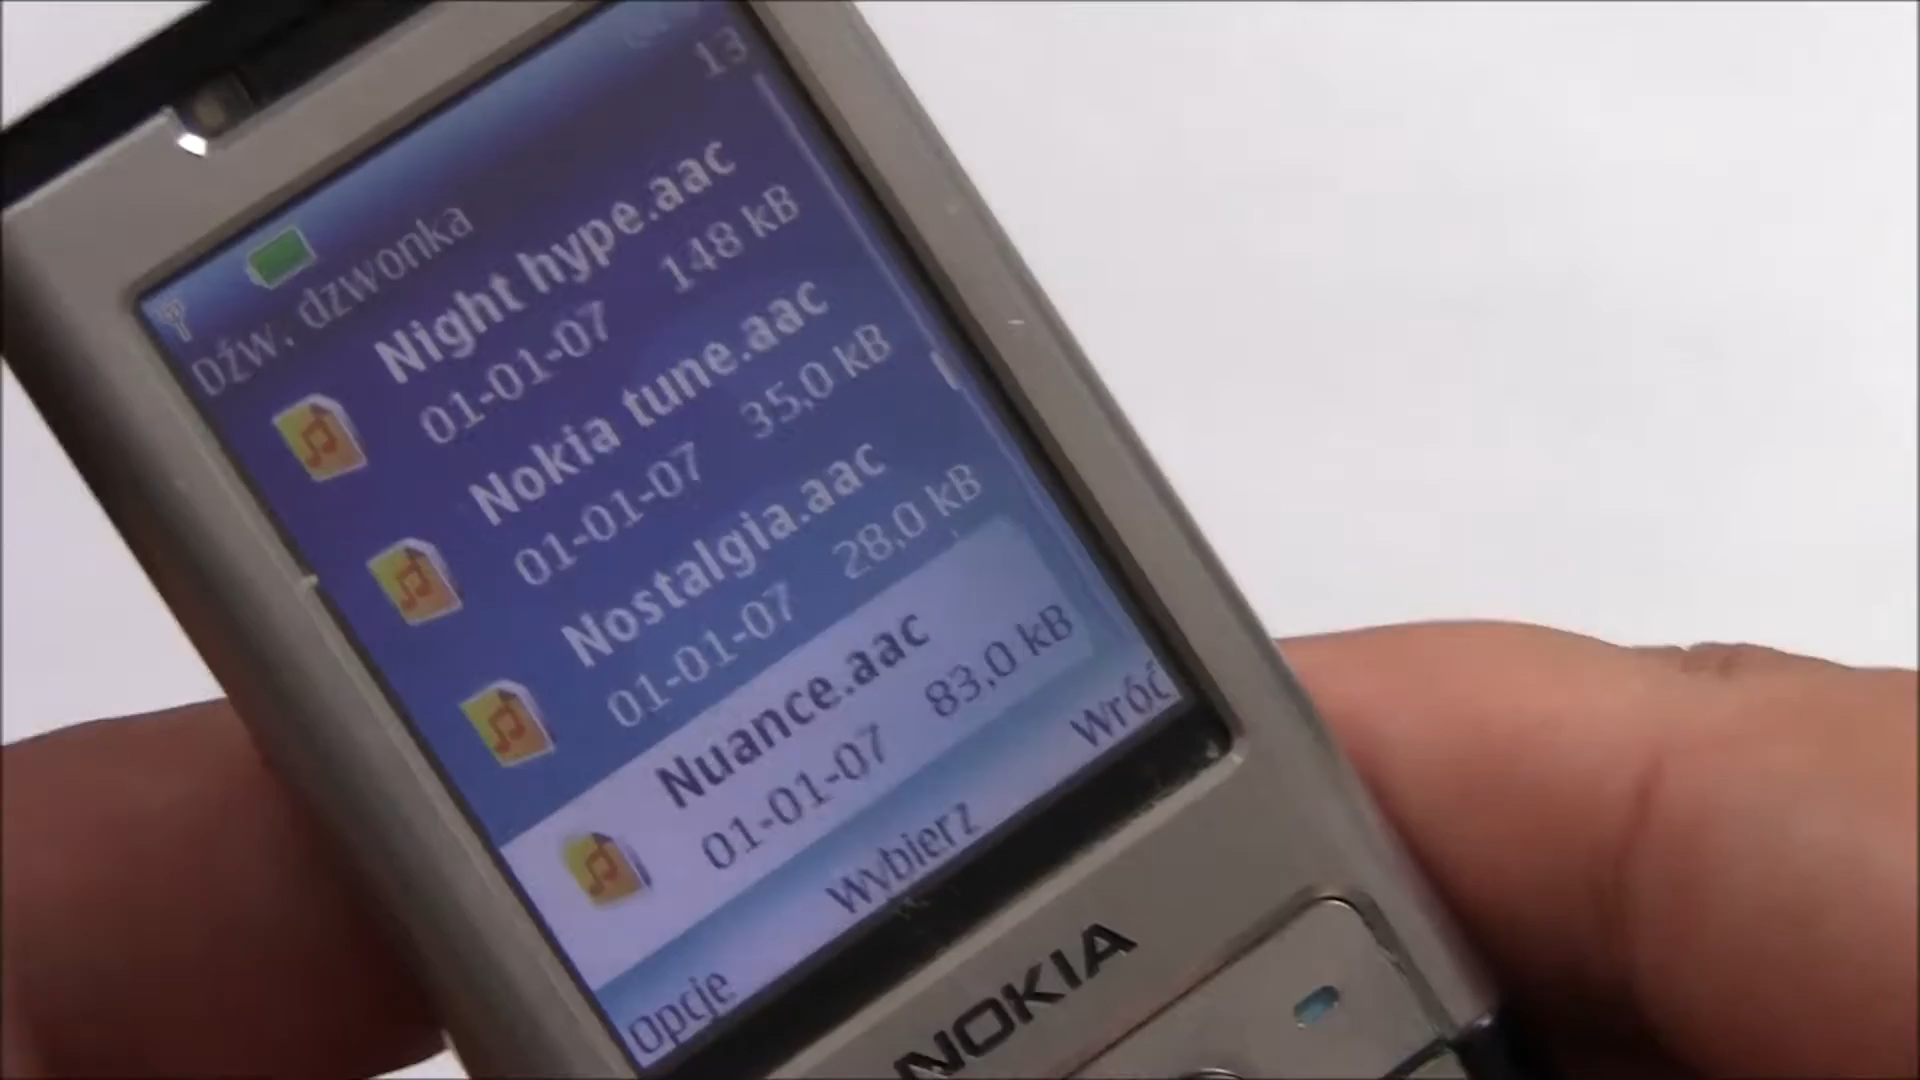 13
Dźw. dzwonka
Night hype.aac
01-01-07 148 kB
Nokia tune.aac
01-01-07 35,0 kB
Nostalgia.aac
01-01-07 28,0 kB
Nuance.aac
01-01-07 83,0 kB
Opcje Wybierz Wróć
NOKIA